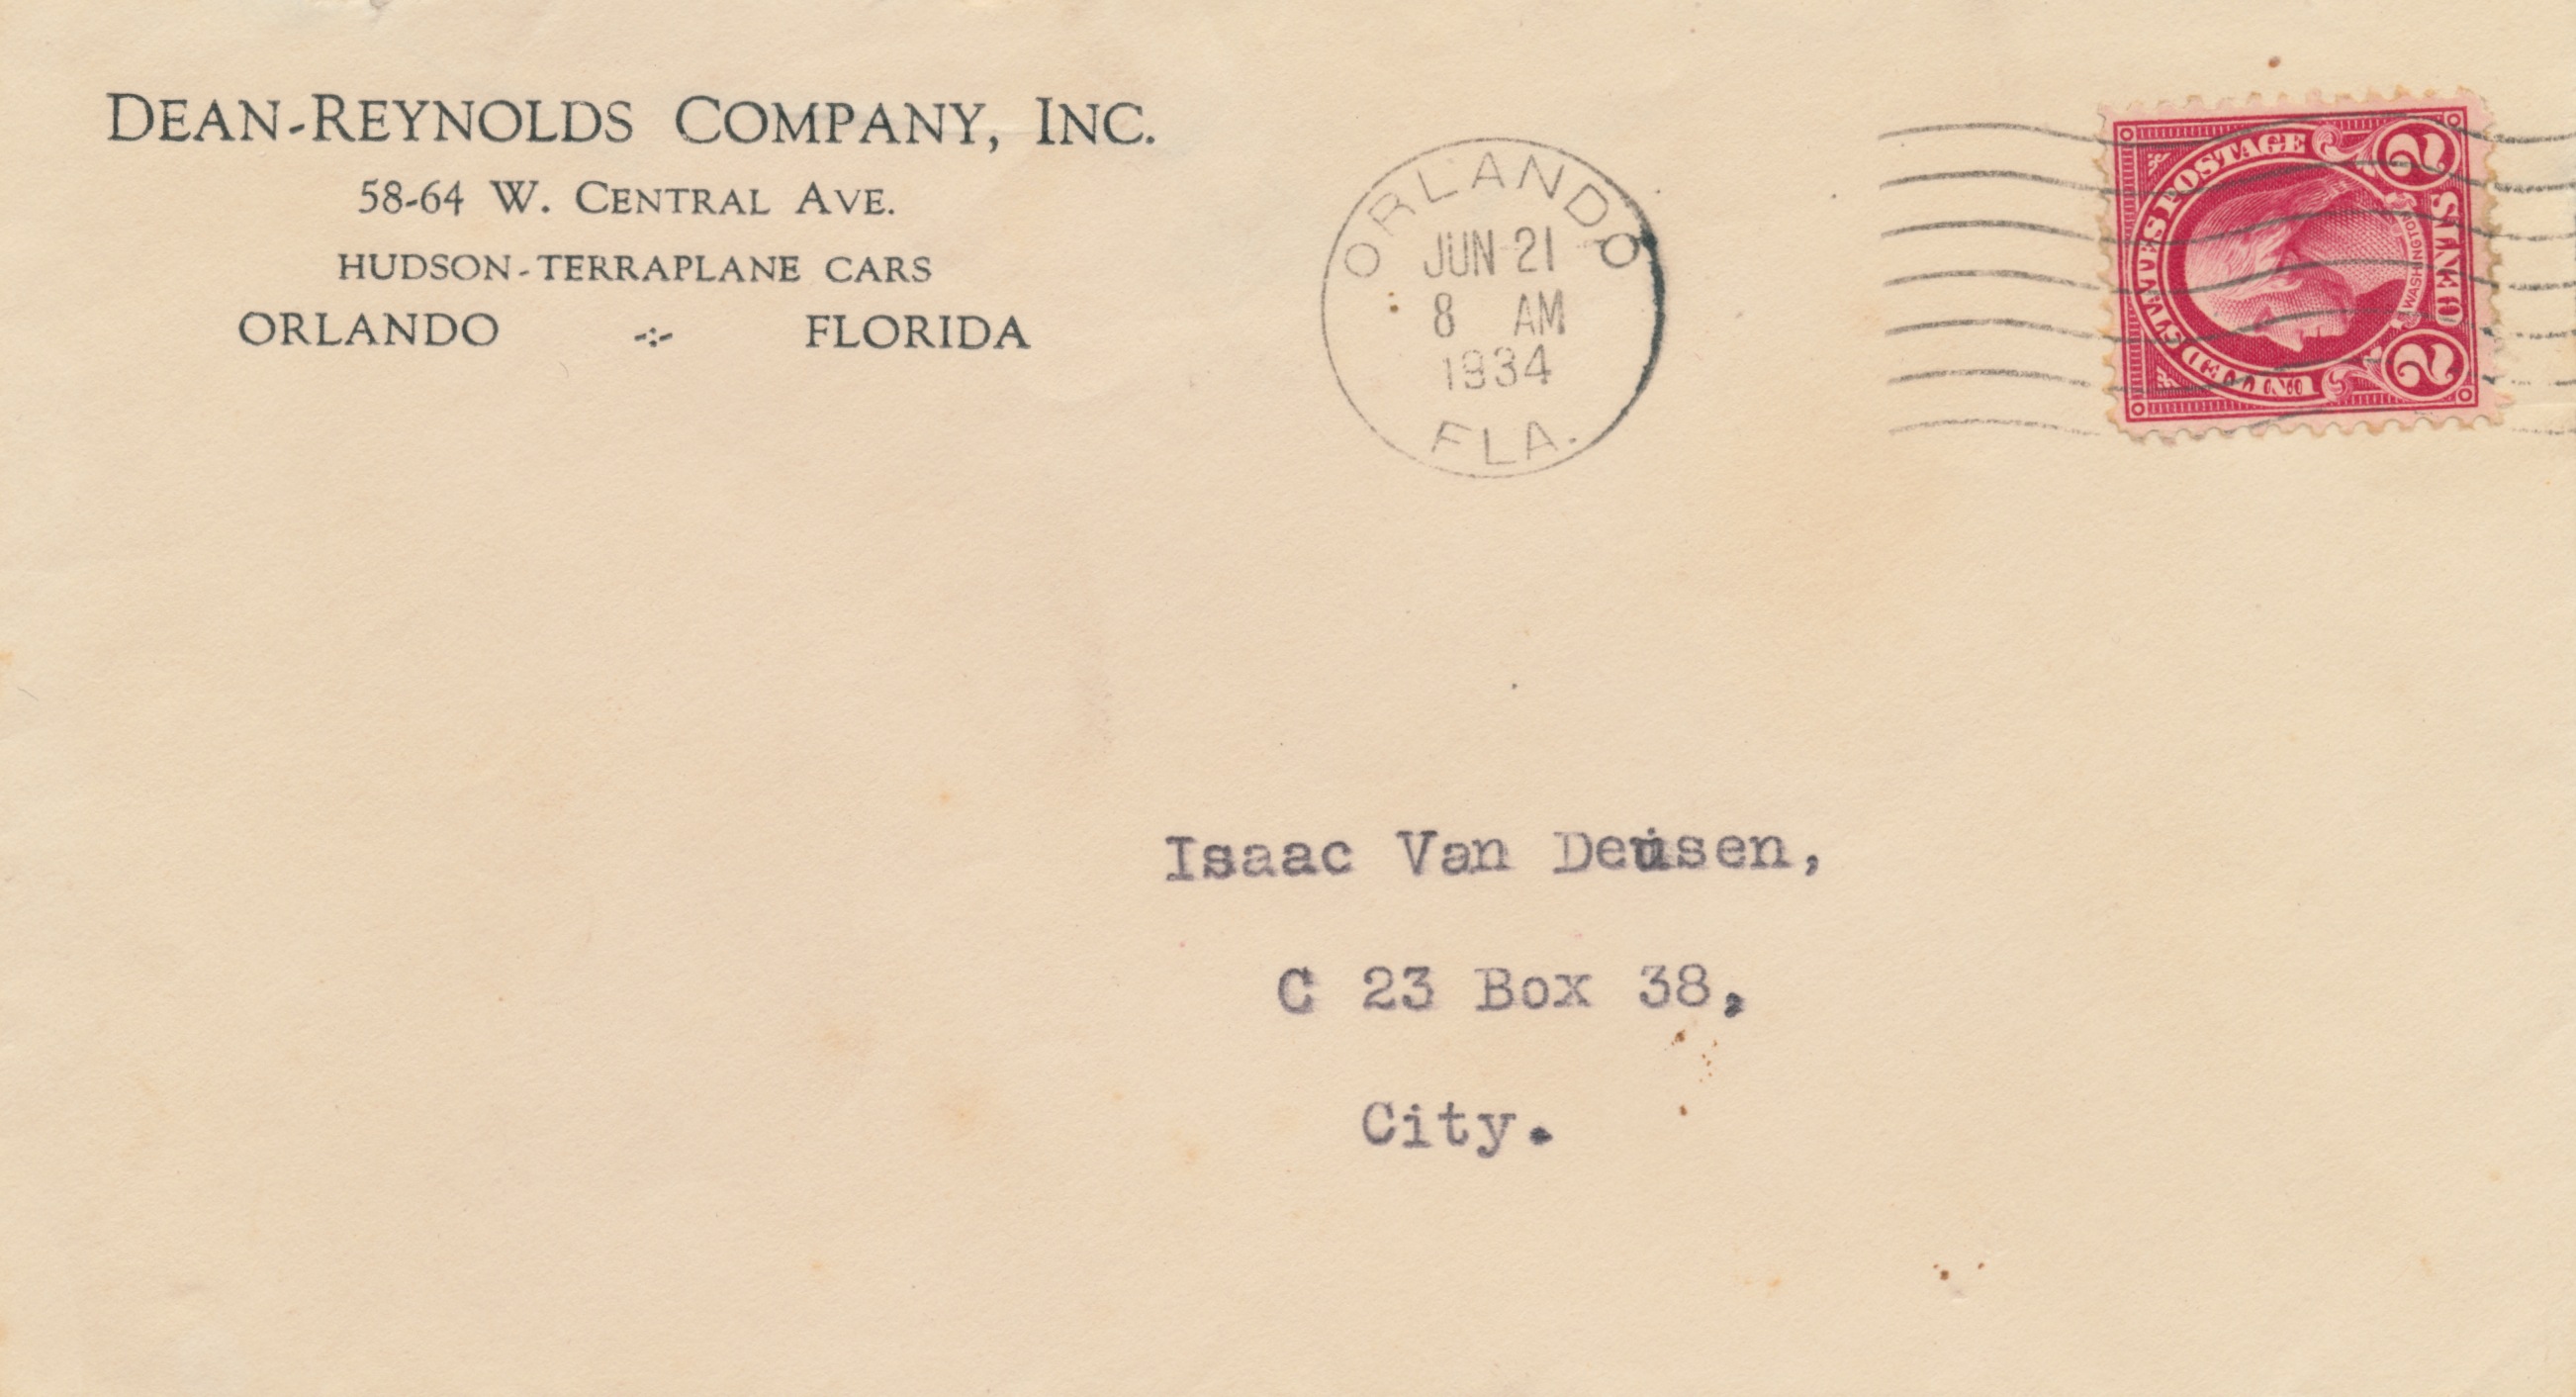 DEAN-REYNOLDS COMPANY, INC.
58-64 W. CENTRAL AVE.
HUDSON-TERRAPLANE CARS
ORLANDO -:- FLORIDA
ORLANDO
JUN 21
8 AM
1934
FLA.
UNITED STATES POSTAGE
WASHINGTON
2 CENTS 2
Isaac Van Deusen,
C 23 Box 38,
City.